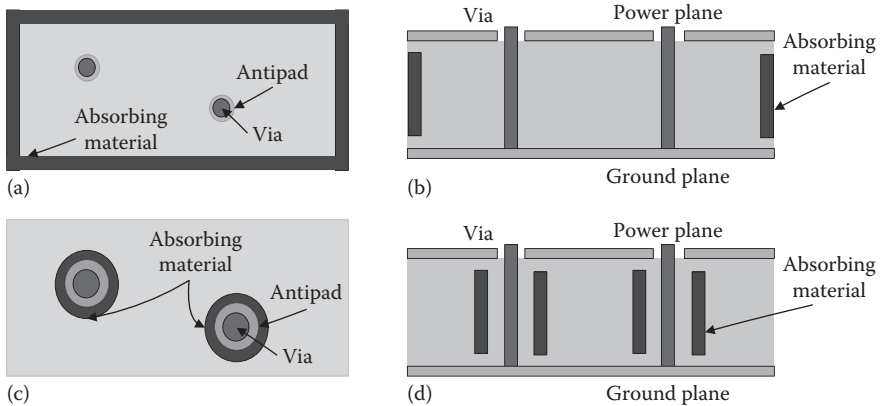 Antipad
Absorbing
material
Via
(a)
Via
Power plane
Absorbing
material
Ground plane
(b)
Absorbing
material
Antipad
Via
(c)
Via
Power plane
Absorbing
material
Ground plane
(d)